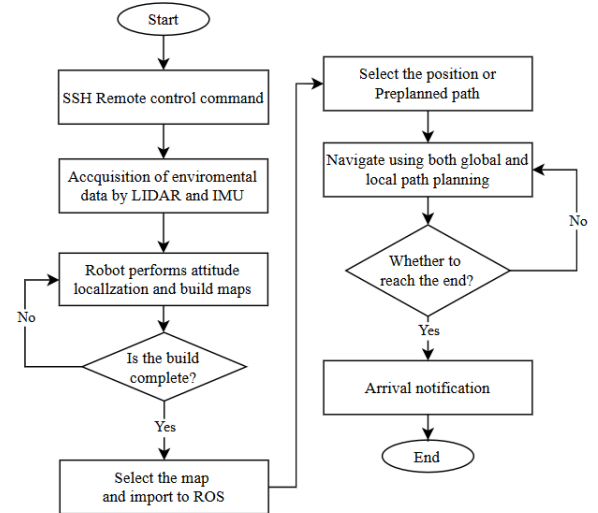 Start
SSH Remote control command
Accquisition of enviromental
data by LIDAR and IMU
Robot performs attitude
locallzation and build maps
No
Is the build
complete?
Yes
Select the map
and import to ROS
Select the position or
Preplanned path
Navigate using both global and
local path planning
No
Whether to
reach the end?
Yes
Arrival notification
End